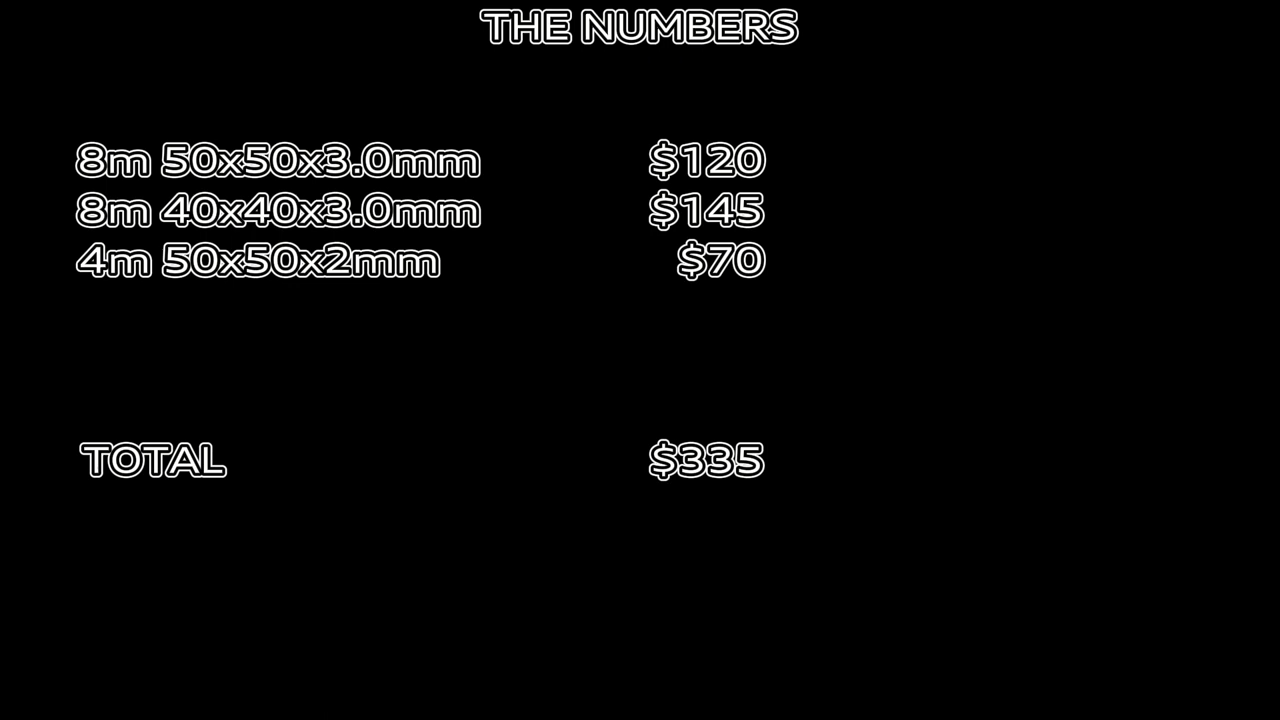 THE NUMBERS
8m 50x50x3.0mm $120
8m 40x40x3.0mm $145
4m 50x50x2mm $70
TOTAL $335